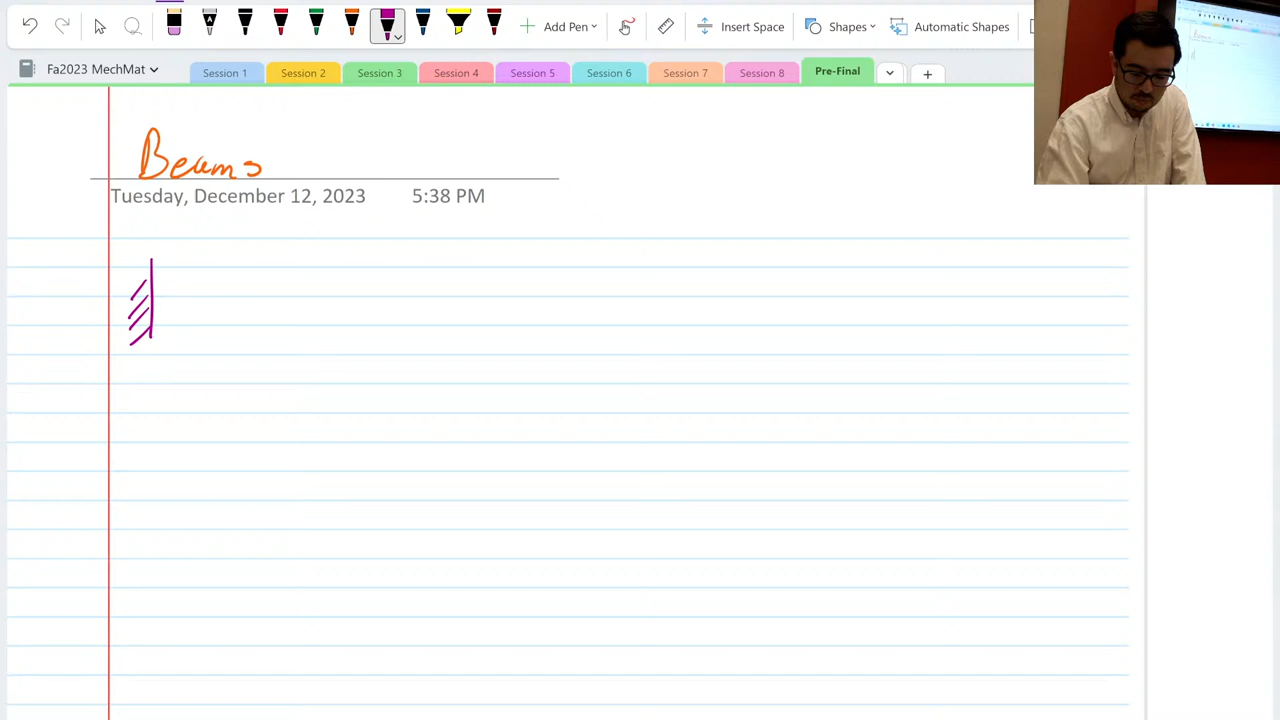 Add Pen
Insert Space
Shapes
Automatic Shapes
Fa2023 MechMat
Session 1
Session 2
Session 3
Session 4
Session 5
Session 6
Session 7
Session 8
Pre-Final
Beams
Tuesday, December 12, 2023 5:38 PM